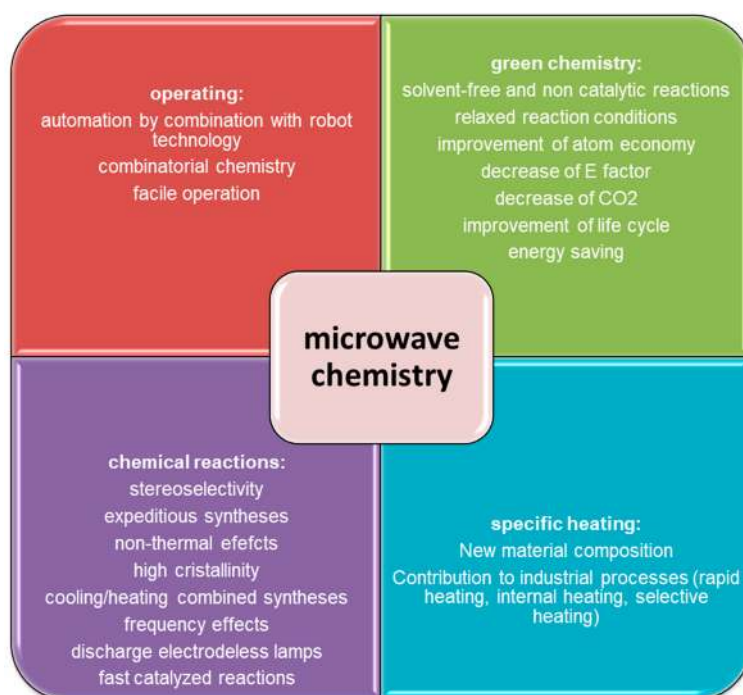 operating:
automation by combination with robot
technology
combinatorial chemistry
facile operation
green chemistry:
solvent-free and non catalytic reactions
relaxed reaction conditions
improvement of atom economy
decrease of E factor
decrease of CO2
improvement of life cycle
energy saving
microwave
chemistry
chemical reactions:
stereoselectivity
expeditious syntheses
non-thermal efefcts
high cristallinity
cooling/heating combined syntheses
frequency effects
discharge electrodeless lamps
fast catalyzed reactions
specific heating:
New material composition
Contribution to industrial processes (rapid
heating, internal heating, selective
heating)